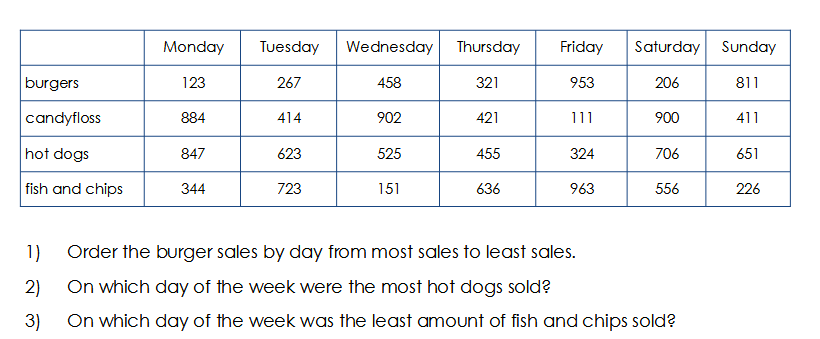 Monday Tuesday Wednesday Thursday Friday Saturday Sunday
burgers 123 267 458 321 953 206 811
candyfloss 884 414 902 421 111 900 411
hot dogs 847 623 525 455 324 706 651
fish and chips 344 723 151 636 963 556 226
1) Order the burger sales by day from most sales to least sales.
2) On which day of the week were the most hot dogs sold?
3) On which day of the week was the least amount of fish and chips sold?